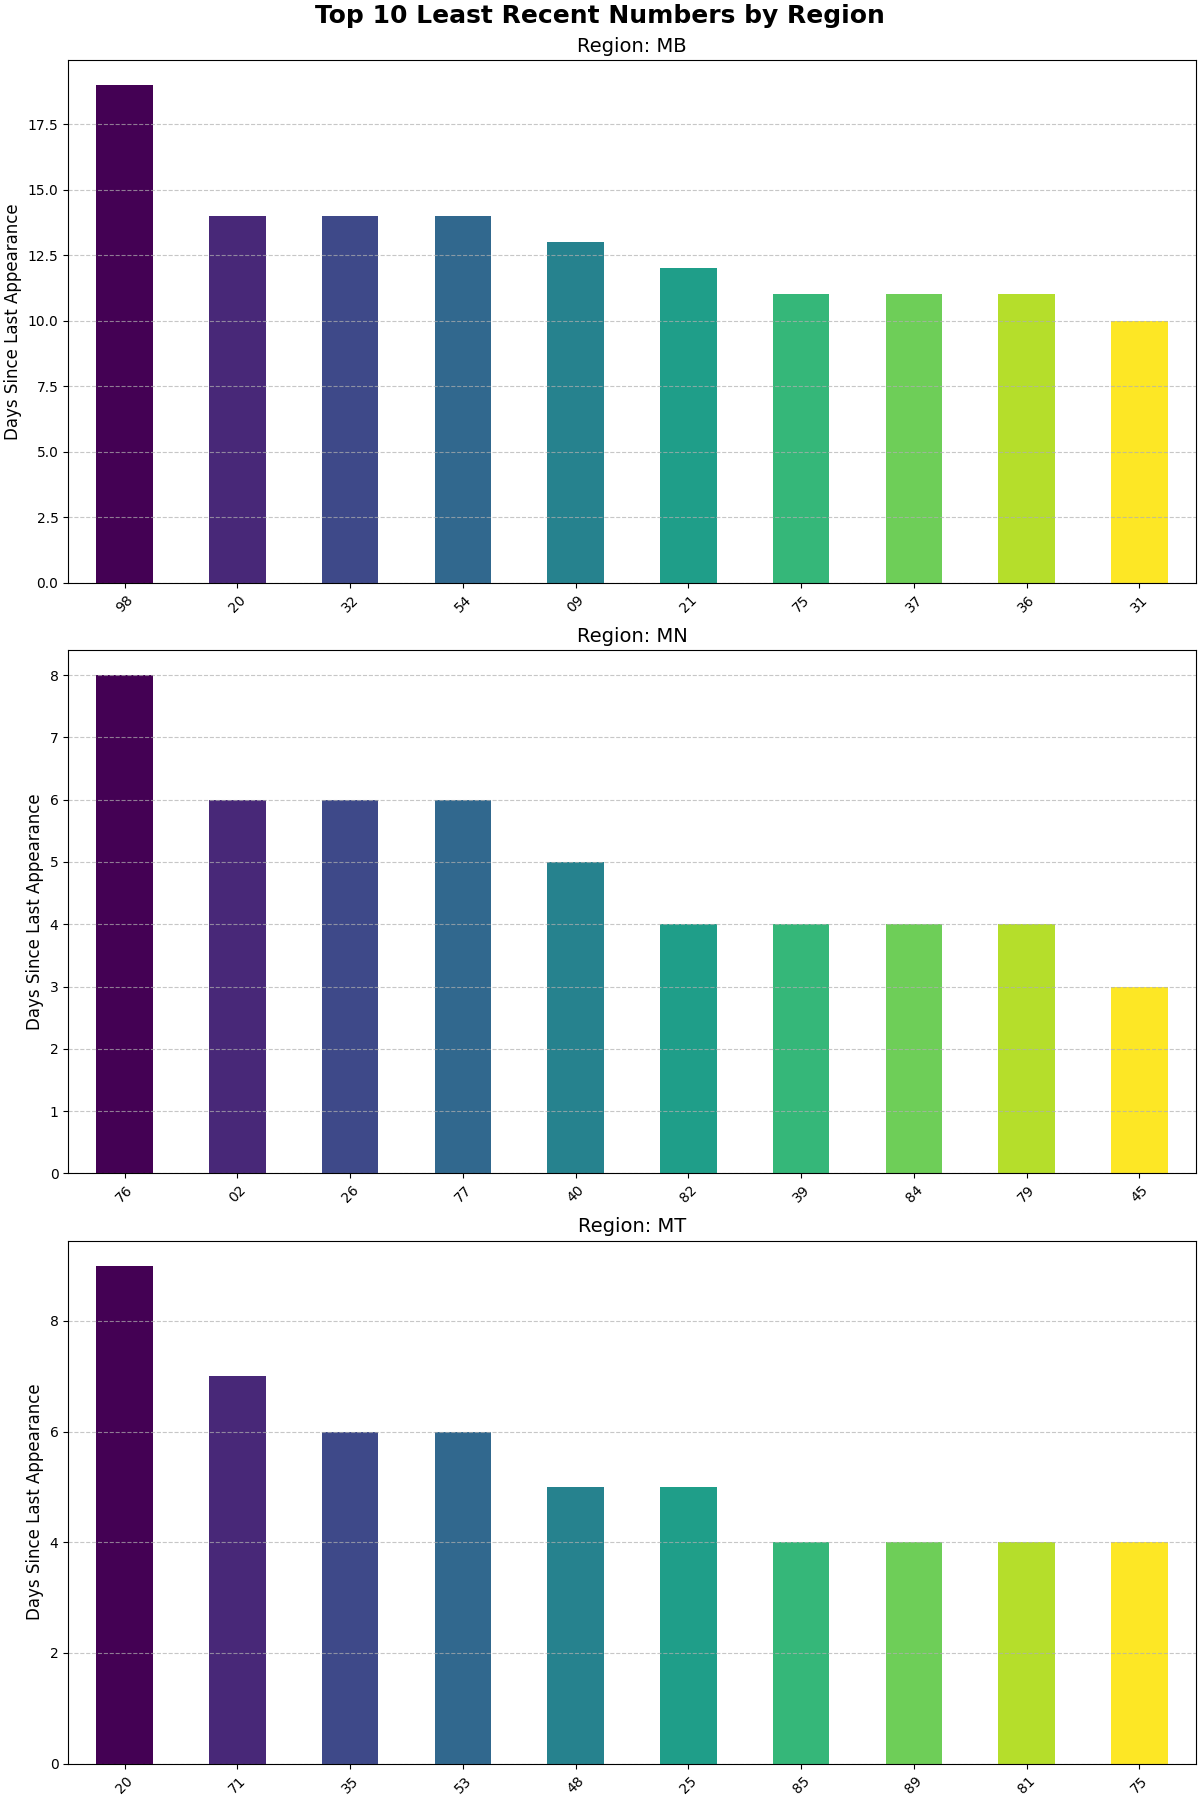 Top 10 Least Recent Numbers by Region
Region: MB
Days Since Last Appearance
17.5
15.0
12.5
10.0
7.5
5.0
2.5
0.0
98 20 32 54 09 21 75 37 36 31
Region: MN
Days Since Last Appearance
8
7
6
5
4
3
2
1
0
76 02 26 77 40 82 39 84 79 45
Region: MT
Days Since Last Appearance
8
6
4
2
0
20 71 35 53 48 25 85 89 81 75